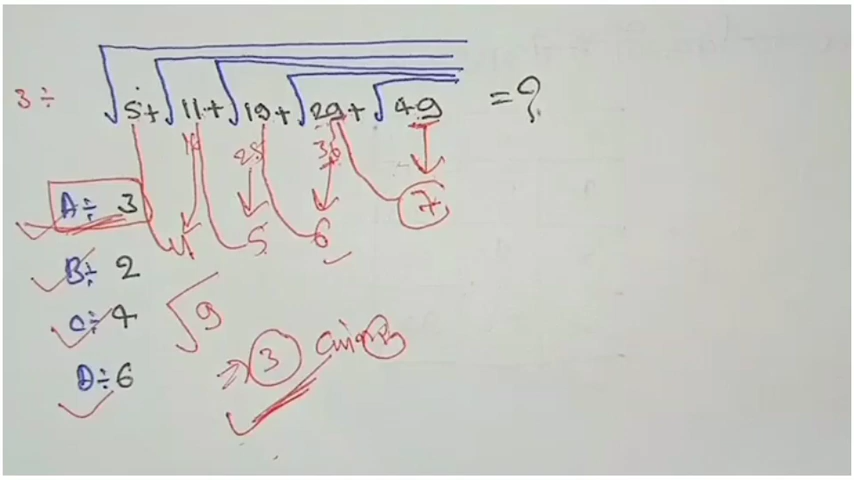 3 ÷ √5+√11+√19+√29+√49 = ?
16 25 36
7
A ÷ 3
4 5 6
B ÷ 2
C ÷ 4
√9
⇒ 3
D ÷ 6